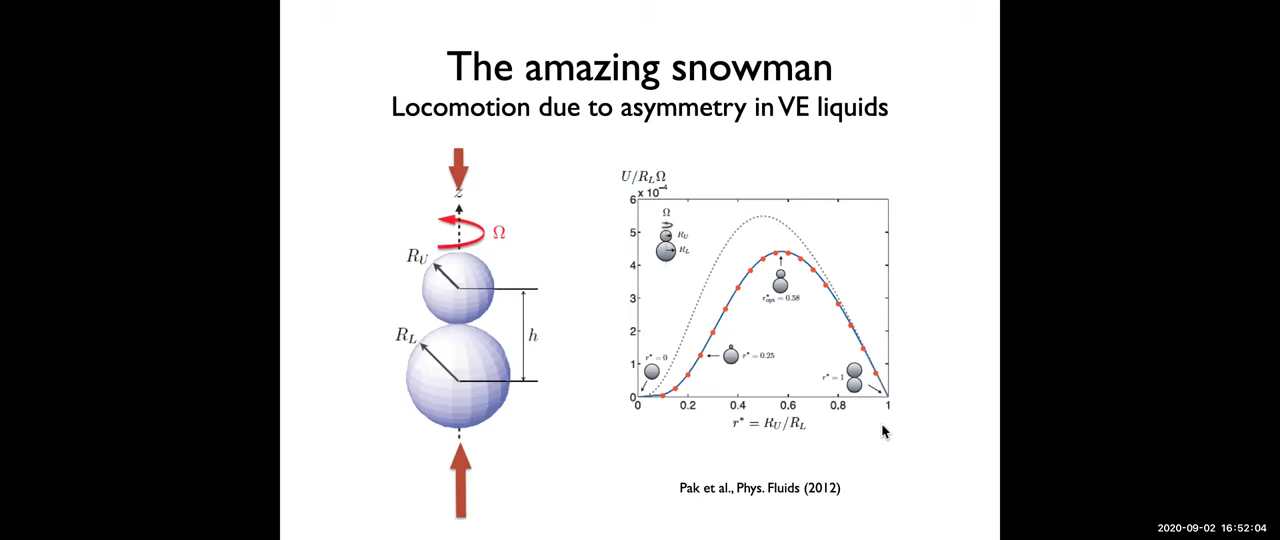 The amazing snowman
Locomotion due to asymmetry in VE liquids
z
Ω
R_U
R_L
h
U/R_LΩ
x 10⁻⁴
6
5
4
3
2
1
0
Ω
R_U
R_L
r* = 0
r* = 0.25
r*_opt = 0.58
r* = 1
0 0.2 0.4 0.6 0.8 1
r* = R_U/R_L
Pak et al., Phys. Fluids (2012)
2020-09-02 16:52:04